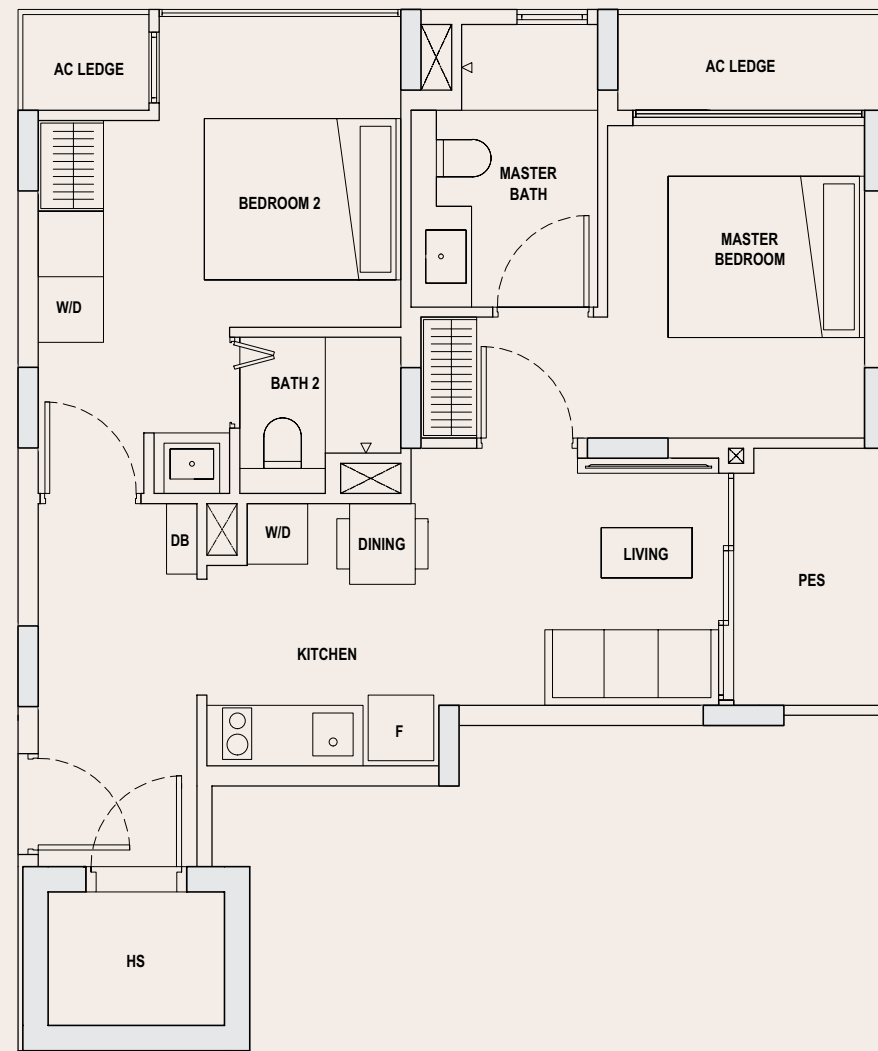 AC LEDGE
AC LEDGE
MASTER
BATH
BEDROOM 2
MASTER
BEDROOM
W/D
BATH 2
DB
W/D
DINING
LIVING
PES
KITCHEN
F
HS